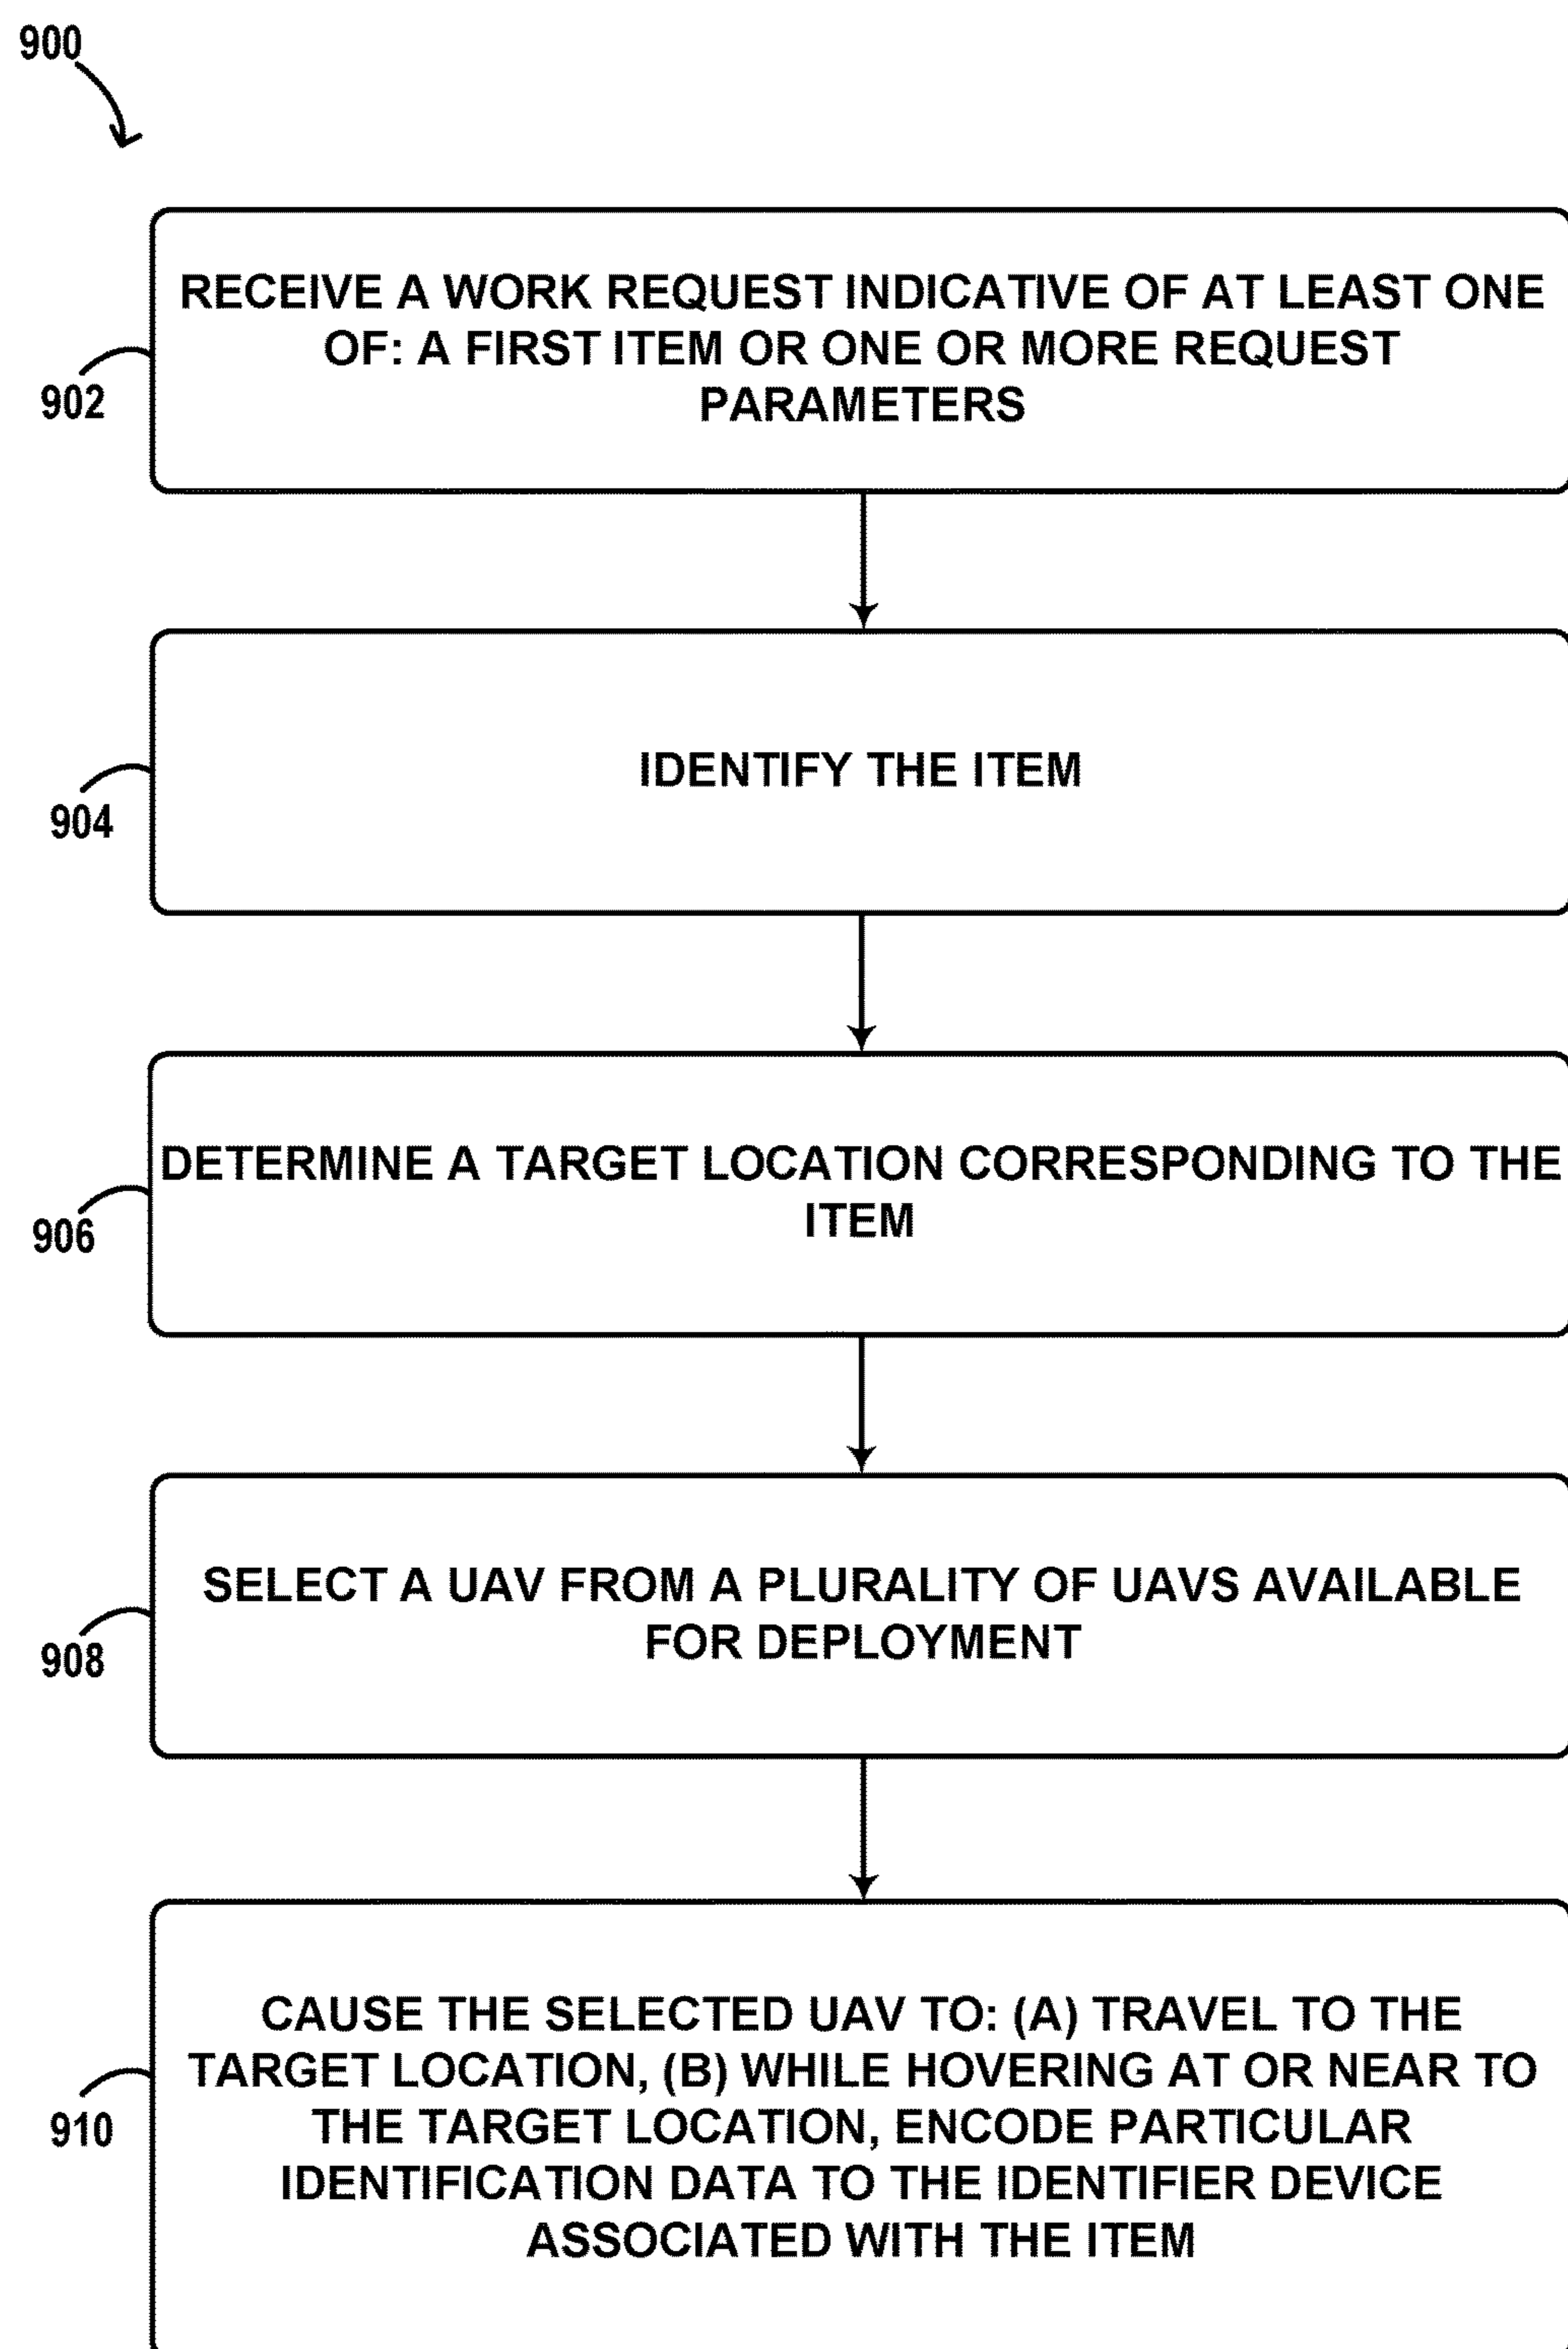 900
RECEIVE A WORK REQUEST INDICATIVE OF AT LEAST ONE
OF: A FIRST ITEM OR ONE OR MORE REQUEST
PARAMETERS
902
IDENTIFY THE ITEM
904
DETERMINE A TARGET LOCATION CORRESPONDING TO THE
ITEM
906
SELECT A UAV FROM A PLURALITY OF UAVS AVAILABLE
FOR DEPLOYMENT
908
CAUSE THE SELECTED UAV TO: (A) TRAVEL TO THE
TARGET LOCATION, (B) WHILE HOVERING AT OR NEAR TO
THE TARGET LOCATION, ENCODE PARTICULAR
IDENTIFICATION DATA TO THE IDENTIFIER DEVICE
ASSOCIATED WITH THE ITEM
910